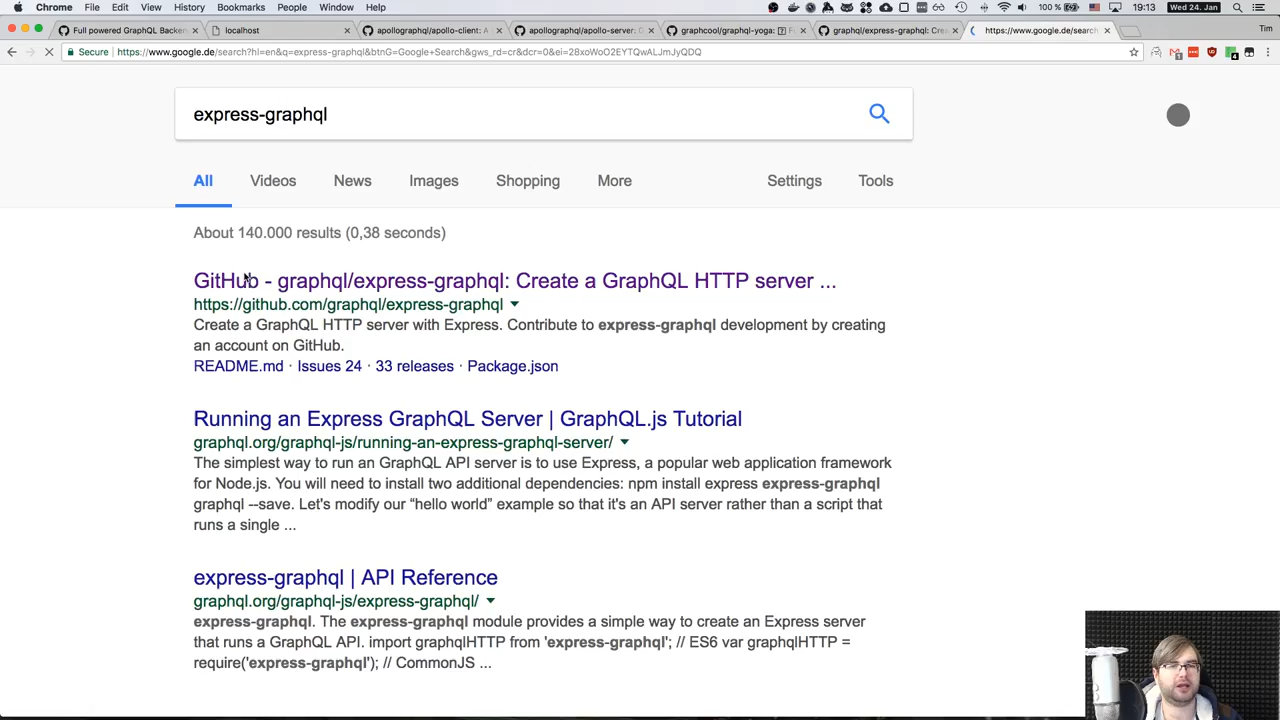 Chrome File Edit View History Bookmarks People Window Help 100 % Wed 24. Jan 19:13
Full powered GraphQL Backen localhost apollographql/apollo-client: A apollographql/apollo-server: G graphcool/graphql-yoga: Fu graphql/express-graphql: Crea https://www.google.de/search Tim
Secure https://www.google.de/search?hl=en&q=express-graphql&btnG=Google+Search&gws_rd=cr&dcr=0&ei=28xoWoO2EYTQwALJmJyQDQ
express-graphql
All Videos News Images Shopping More Settings Tools
About 140.000 results (0,38 seconds)
GitHub - graphql/express-graphql: Create a GraphQL HTTP server ...
https://github.com/graphql/express-graphql
Create a GraphQL HTTP server with Express. Contribute to express-graphql development by creating
an account on GitHub.
README.md · Issues 24 · 33 releases · Package.json
Running an Express GraphQL Server | GraphQL.js Tutorial
graphql.org/graphql-js/running-an-express-graphql-server/
The simplest way to run an GraphQL API server is to use Express, a popular web application framework
for Node.js. You will need to install two additional dependencies: npm install express express-graphql
graphql --save. Let's modify our “hello world” example so that it's an API server rather than a script that
runs a single ...
express-graphql | API Reference
graphql.org/graphql-js/express-graphql/
express-graphql. The express-graphql module provides a simple way to create an Express server
that runs a GraphQL API. import graphqlHTTP from 'express-graphql'; // ES6 var graphqlHTTP =
require('express-graphql'); // CommonJS ...